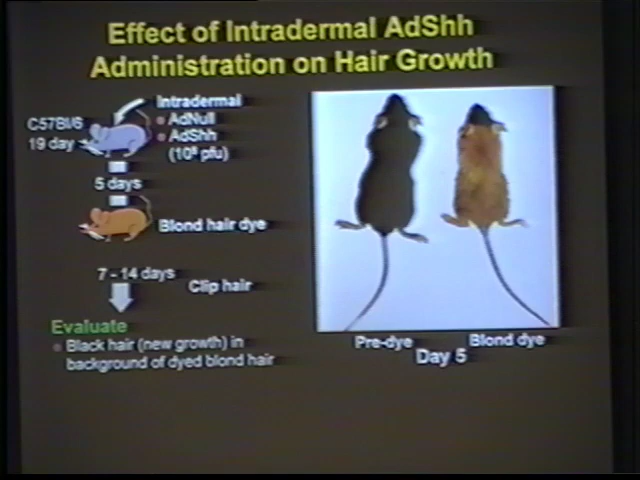 Effect of Intradermal AdShh
Administration on Hair Growth
Intradermal
• AdNull
• AdShh
(10⁸ pfu)
C57Bl/6
19 day
5 days
Blond hair dye
7 - 14 days
Clip hair
Evaluate
• Black hair (new growth) in
background of dyed blond hair
Pre-dye
Blond dye
Day 5